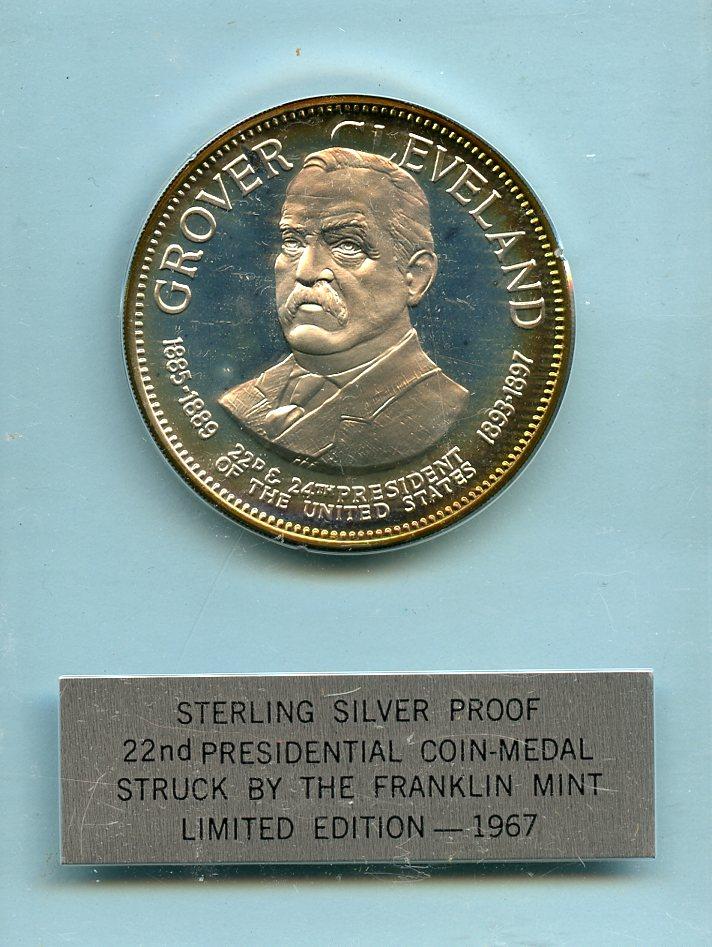 GROVER CLEVELAND
1885-1889
1893-1897
22D & 24TH PRESIDENT
OF THE UNITED STATES
STERLING SILVER PROOF
22nd PRESIDENTIAL COIN-MEDAL
STRUCK BY THE FRANKLIN MINT
LIMITED EDITION — 1967